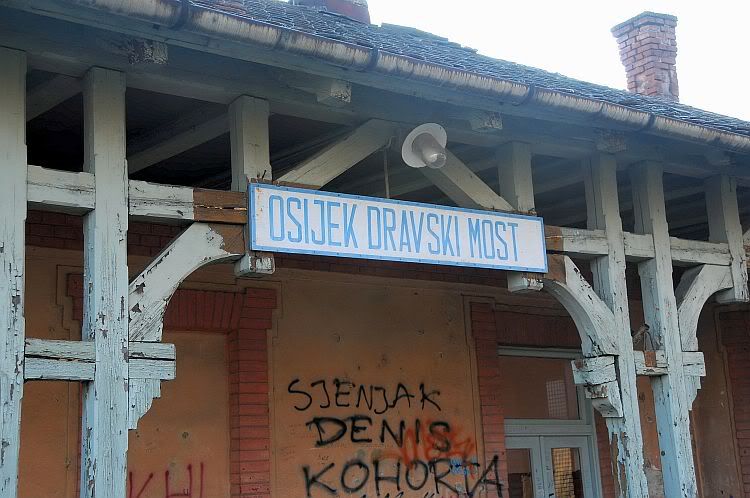 OSIJEK DRAVSKI MOST
SJENJAK
DENIS
KOHORTA